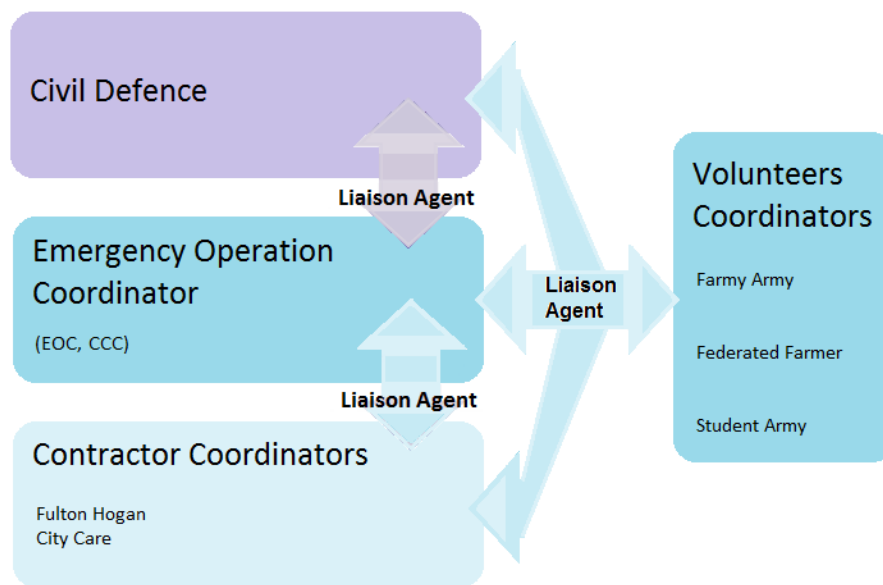 Civil Defence
Liaison Agent
Emergency Operation
Coordinator
(EOC, CCC)
Liaison Agent
Contractor Coordinators
Fulton Hogan
City Care
Liaison
Agent
Volunteers
Coordinators
Farmy Army
Federated Farmer
Student Army